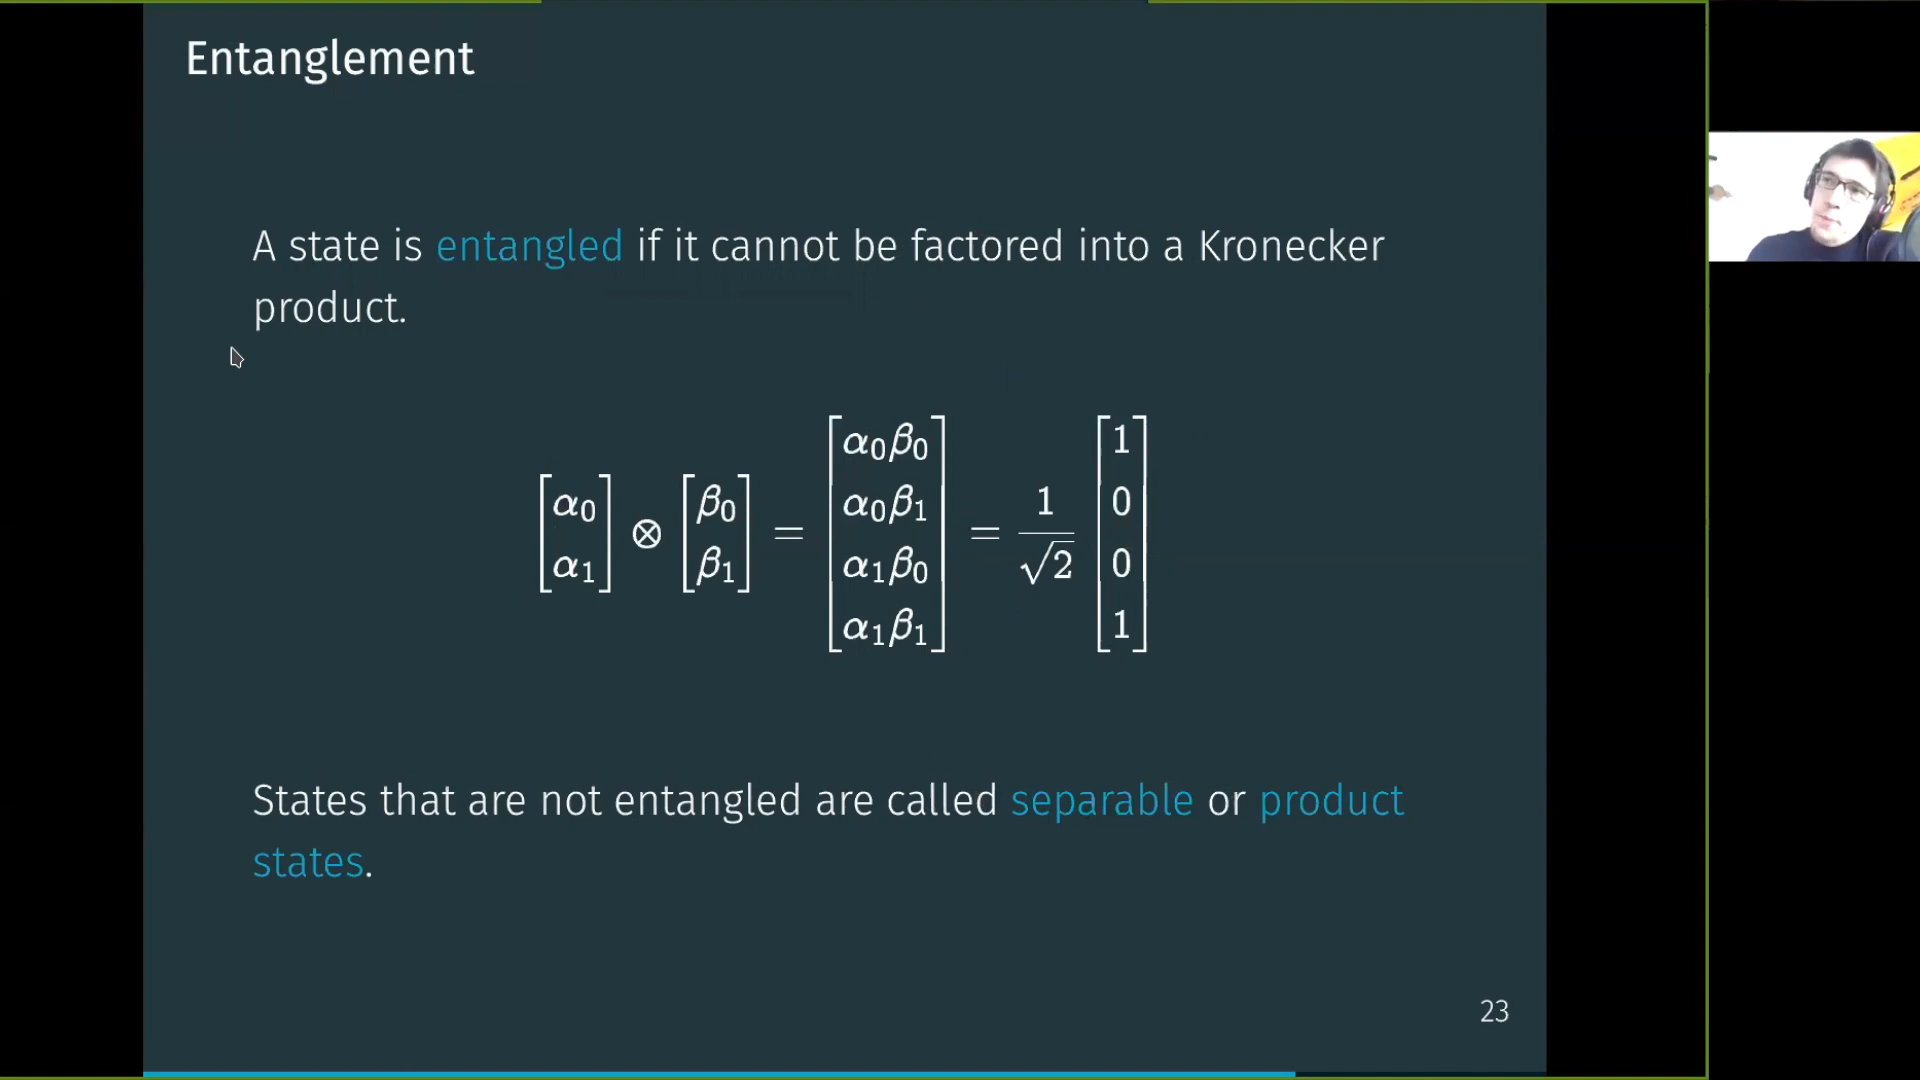 Entanglement
A state is entangled if it cannot be factored into a Kronecker
product.
[α₀ α₁] ⊗ [β₀ β₁] = [α₀β₀ α₀β₁ α₁β₀ α₁β₁] = 1/√2 [1 0 0 1]
States that are not entangled are called separable or product
states.
23